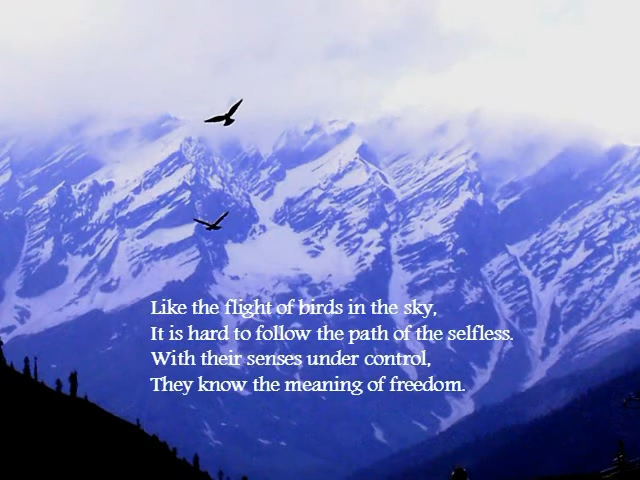 Like the flight of birds in the sky,
It is hard to follow the path of the selfless.
With their senses under control,
They know the meaning of freedom.